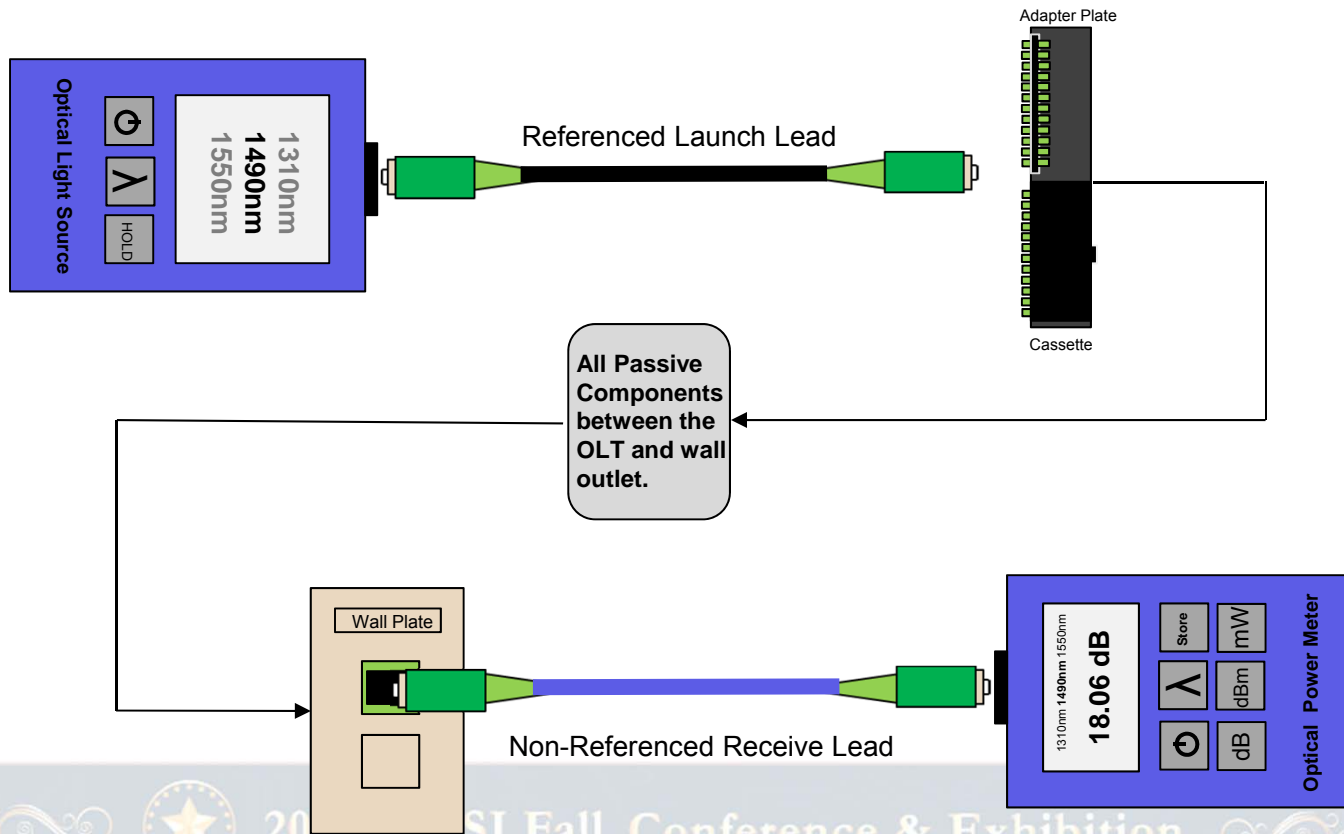 Adapter Plate
Optical Light Source
HOLD
1310nm
1490nm
1550nm
Referenced Launch Lead
Cassette
All Passive
Components
between the
OLT and wall
outlet.
Wall Plate
Non-Referenced Receive Lead
1310nm 1490nm 1550nm
18.06 dB
Store
mW
λ
dBm
dB
Optical Power Meter
SI Fall Conference & Exhibition